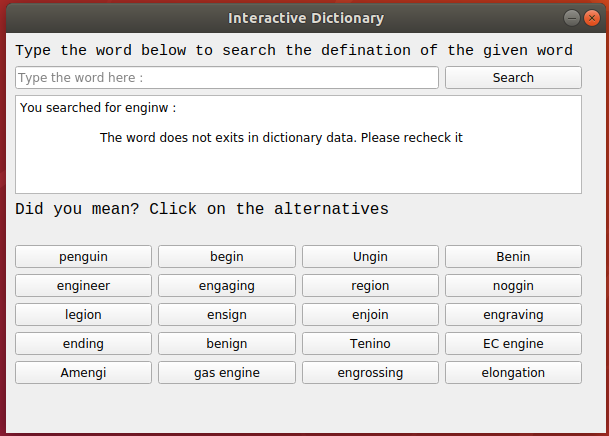 Interactive Dictionary
Type the word below to search the defination of the given word
Type the word here :
Search
You searched for enginw :
The word does not exits in dictionary data. Please recheck it
Did you mean? Click on the alternatives
penguin begin Ungin Benin
engineer engaging region noggin
legion ensign enjoin engraving
ending benign Tenino EC engine
Amengi gas engine engrossing elongation